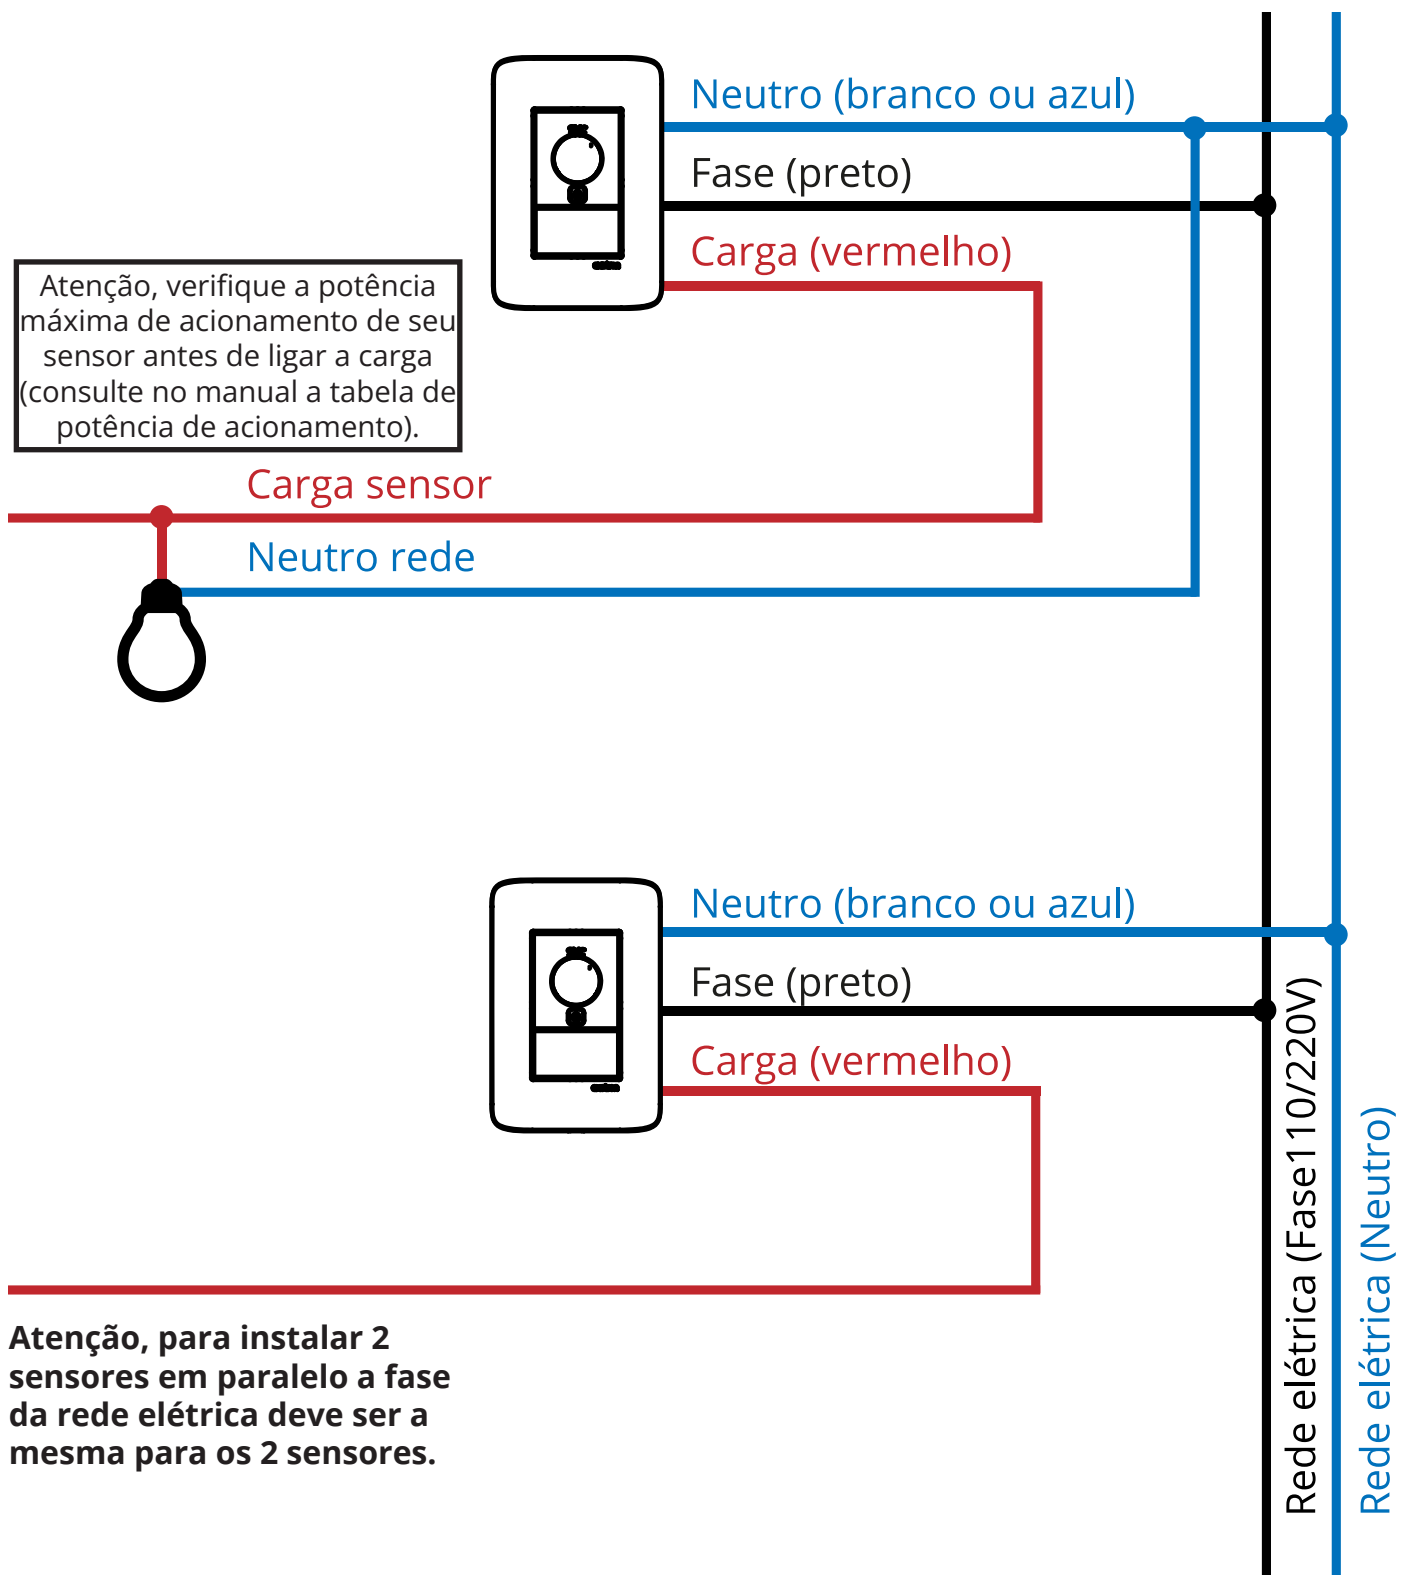 Neutro (branco ou azul)
Fase (preto)
Carga (vermelho)
Atenção, verifique a potência
máxima de acionamento de seu
sensor antes de ligar a carga
(consulte no manual a tabela de
potência de acionamento).
Carga sensor
Neutro rede
Neutro (branco ou azul)
Fase (preto)
Carga (vermelho)
Atenção, para instalar 2
sensores em paralelo a fase
da rede elétrica deve ser a
mesma para os 2 sensores.
Rede elétrica (Fase110/220V)
Rede elétrica (Neutro)